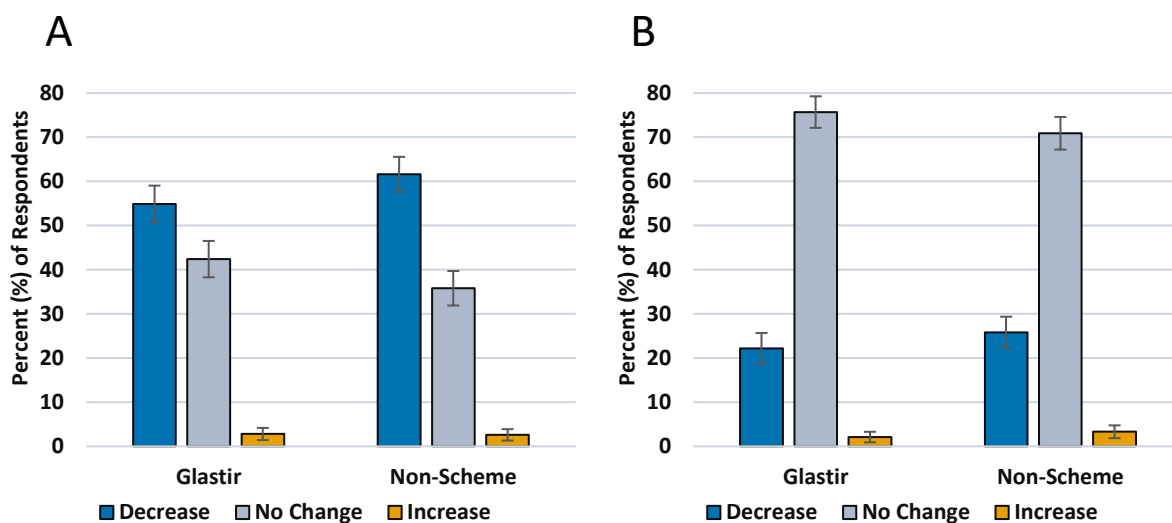 A
Percent (%) of Respondents
80
70
60
50
40
30
20
10
0
Glastir Non-Scheme
Decrease No Change Increase
B
Percent (%) of Respondents
80
70
60
50
40
30
20
10
0
Glastir Non-Scheme
Decrease No Change Increase